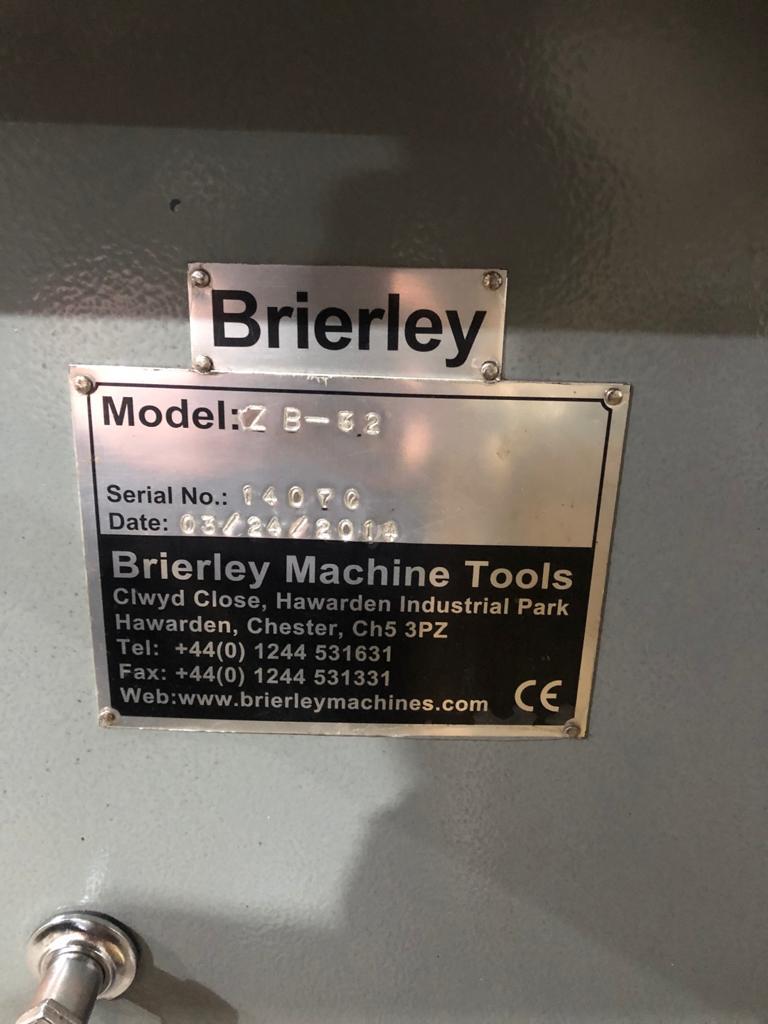 Brierley
Model: ZB-32
Serial No.:
Date: 03/24/2014
Brierley Machine Tools
Clwyd Close, Hawarden Industrial Park
Hawarden, Chester, Ch5 3PZ
Tel: +44(0) 1244 531631
Fax: +44(0) 1244 531331
Web:www.brierleymachines.com
CE